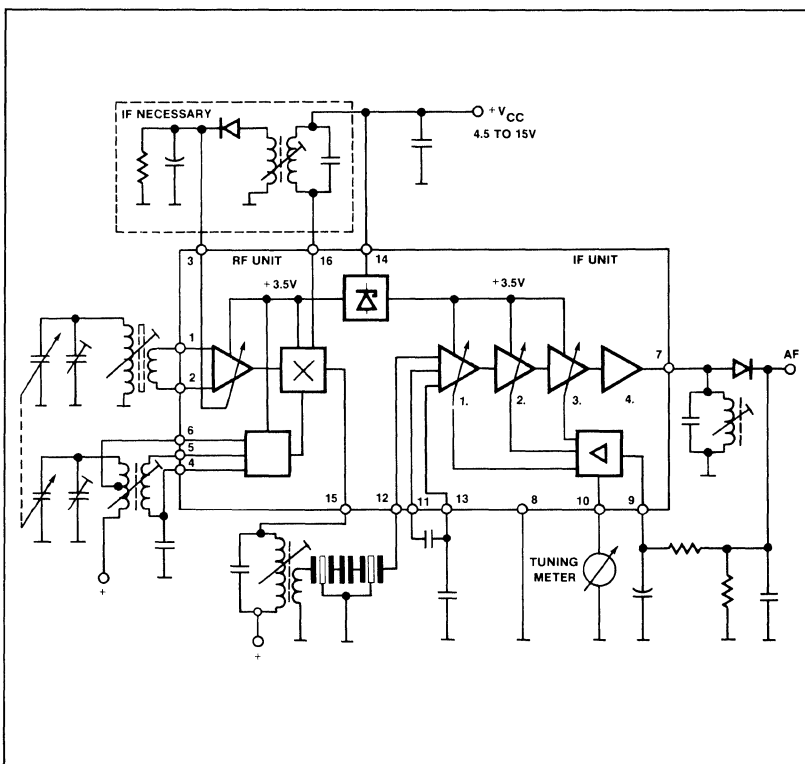 IF NECESSARY
+ VCC
4.5 TO 15V
3 RF UNIT 16 14 IF UNIT
+ 3.5V +3.5V
1
2
7 AF
1. 2. 3. 4.
6
5
4
15 12 11 13 8 10 9
TUNING
METER
+
+